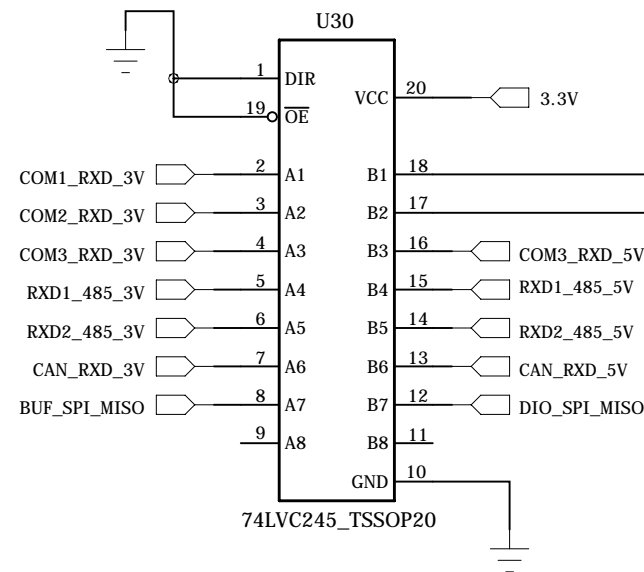 U30
1 DIR
VCC 20 3.3V
19 OE
COM1_RXD_3V 2 A1 B1 18
COM2_RXD_3V 3 A2 B2 17
COM3_RXD_3V 4 A3 B3 16 COM3_RXD_5V
RXD1_485_3V 5 A4 B4 15 RXD1_485_5V
RXD2_485_3V 6 A5 B5 14 RXD2_485_5V
CAN_RXD_3V 7 A6 B6 13 CAN_RXD_5V
BUF_SPI_MISO 8 A7 B7 12 DIO_SPI_MISO
9 A8 B8 11
GND 10
74LVC245_TSSOP20